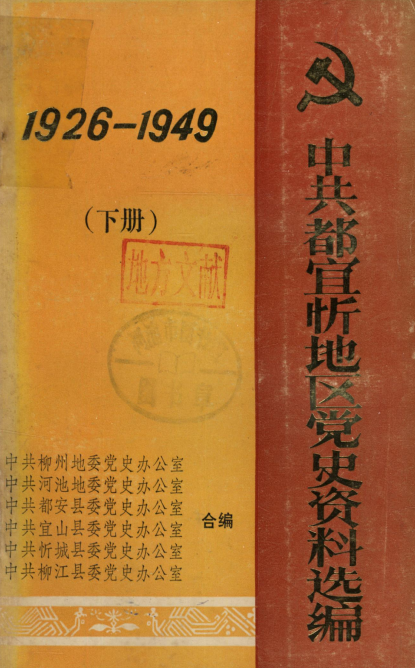 1926-1949
(下册)
地方文献
中共都宜忻地区党史资料选编
中共柳州地委党史办公室
中共河池地委党史办公室
中共都安县委党史办公室
中共宜山县委党史办公室
中共忻城县委党史办公室
中共柳江县委党史办公室
合编